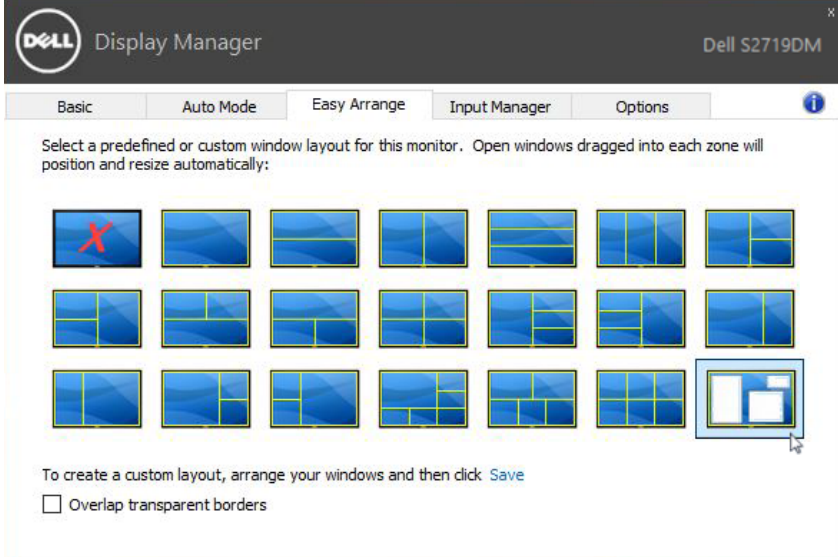 x
DELL Display Manager Dell S2719DM
Basic Auto Mode Easy Arrange Input Manager Options i
Select a predefined or custom window layout for this monitor. Open windows dragged into each zone will
position and resize automatically:
X
To create a custom layout, arrange your windows and then click Save
Overlap transparent borders